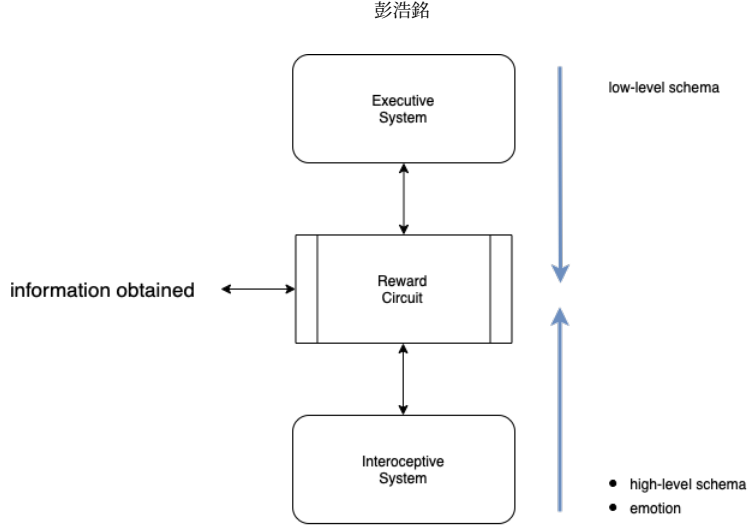 彭浩銘
Executive
System
low-level schema
information obtained
Reward
Circuit
Interoceptive
System
• high-level schema
• emotion